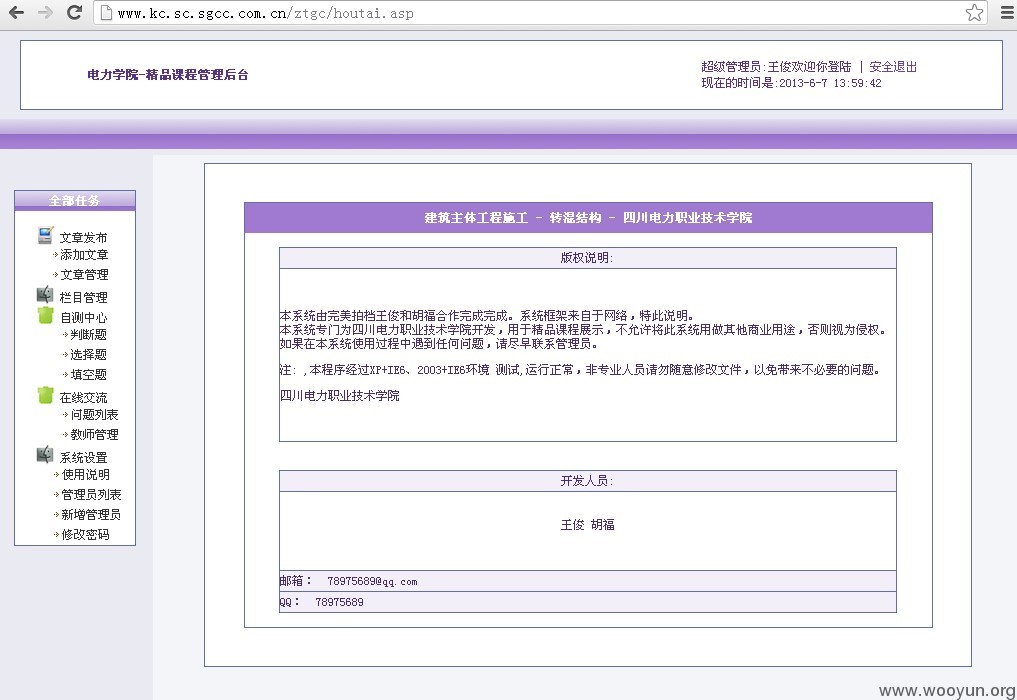 www.kc.sc.sgcc.com.cn/ztgc/houtai.asp
电力学院-精品课程管理后台
超级管理员:王俊欢迎你登陆 | 安全退出
现在的时间是:2013-6-7 13:59:42
全部任务
文章发布
添加文章
文章管理
栏目管理
自测中心
判断题
选择题
填空题
在线交流
问题列表
教师管理
系统设置
使用说明
管理员列表
新增管理员
修改密码
建筑主体工程施工 - 转混结构 - 四川电力职业技术学院
版权说明:
本系统由完美拍档王俊和胡福合作完成完成。系统框架来自于网络，特此说明。
本系统专门为四川电力职业技术学院开发，用于精品课程展示，不允许将此系统用做其他商业用途，否则视为侵权。
如果在本系统使用过程中遇到任何问题，请尽早联系管理员。
注: ,本程序经过XP+IE6、2003+IE6环境 测试,运行正常，非专业人员请勿随意修改文件，以免带来不必要的问题。
四川电力职业技术学院
开发人员:
王俊 胡福
邮箱： 78975689@qq.com
QQ： 78975689
www.wooyun.org